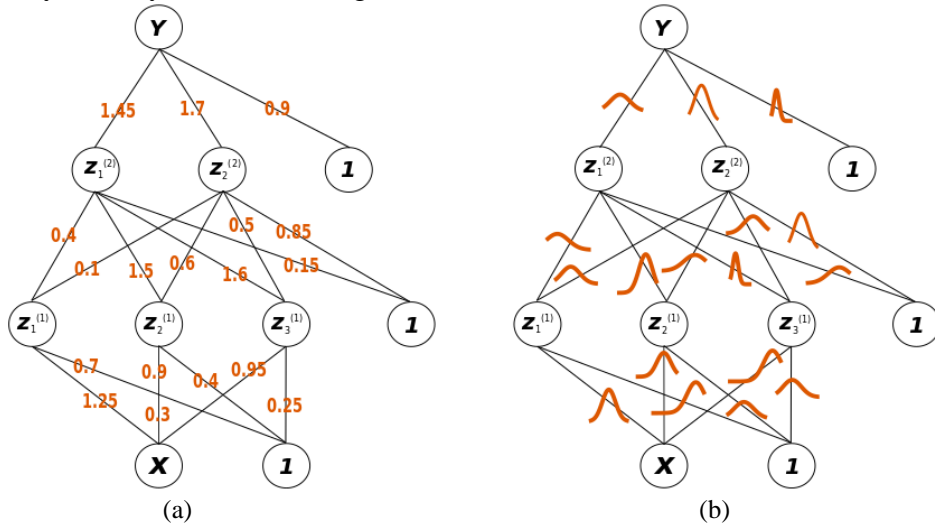 Y
1.45 1.7 0.9
z₁⁽²⁾ z₂⁽²⁾ 1
0.5 0.85
0.4
0.1 1.5 0.6 1.6 0.15
z₁⁽¹⁾ z₂⁽¹⁾ z₃⁽¹⁾ 1
0.7 0.9 0.4 0.95
1.25 0.3 0.25
X 1
(a)
Y
z₁⁽²⁾ z₂⁽²⁾ 1
z₁⁽¹⁾ z₂⁽¹⁾ z₃⁽¹⁾ 1
X 1
(b)